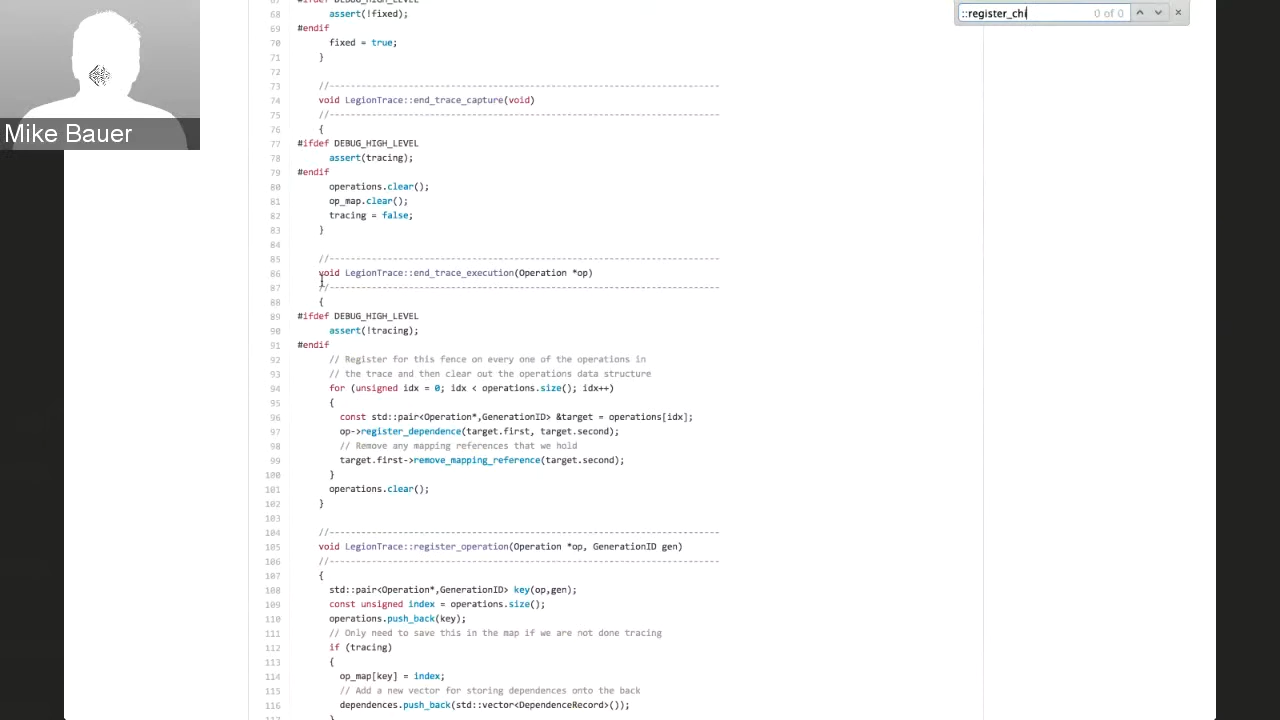 67 #ifdef DEBUG_HIGH_LEVEL
68 assert(!fixed);
69 #endif
70 fixed = true;
71 }
72
73 //--------------------------------------------------------------------------
74 void LegionTrace::end_trace_capture(void)
75 //--------------------------------------------------------------------------
76 {
77 #ifdef DEBUG_HIGH_LEVEL
78 assert(tracing);
79 #endif
80 operations.clear();
81 op_map.clear();
82 tracing = false;
83 }
84
85 //--------------------------------------------------------------------------
86 void LegionTrace::end_trace_execution(Operation *op)
87 //--------------------------------------------------------------------------
88 {
89 #ifdef DEBUG_HIGH_LEVEL
90 assert(!tracing);
91 #endif
92 // Register for this fence on every one of the operations in
93 // the trace and then clear out the operations data structure
94 for (unsigned idx = 0; idx < operations.size(); idx++)
95 {
96 const std::pair<Operation*,GenerationID> &target = operations[idx];
97 op->register_dependence(target.first, target.second);
98 // Remove any mapping references that we hold
99 target.first->remove_mapping_reference(target.second);
100 }
101 operations.clear();
102 }
103
104 //--------------------------------------------------------------------------
105 void LegionTrace::register_operation(Operation *op, GenerationID gen)
106 //--------------------------------------------------------------------------
107 {
108 std::pair<Operation*,GenerationID> key(op,gen);
109 const unsigned index = operations.size();
110 operations.push_back(key);
111 // Only need to save this in the map if we are not done tracing
112 if (tracing)
113 {
114 op_map[key] = index;
115 // Add a new vector for storing dependences onto the back
116 dependences.push_back(std::vector<DependenceRecord>());
117 }
::register_chi 0 of 0
Mike Bauer